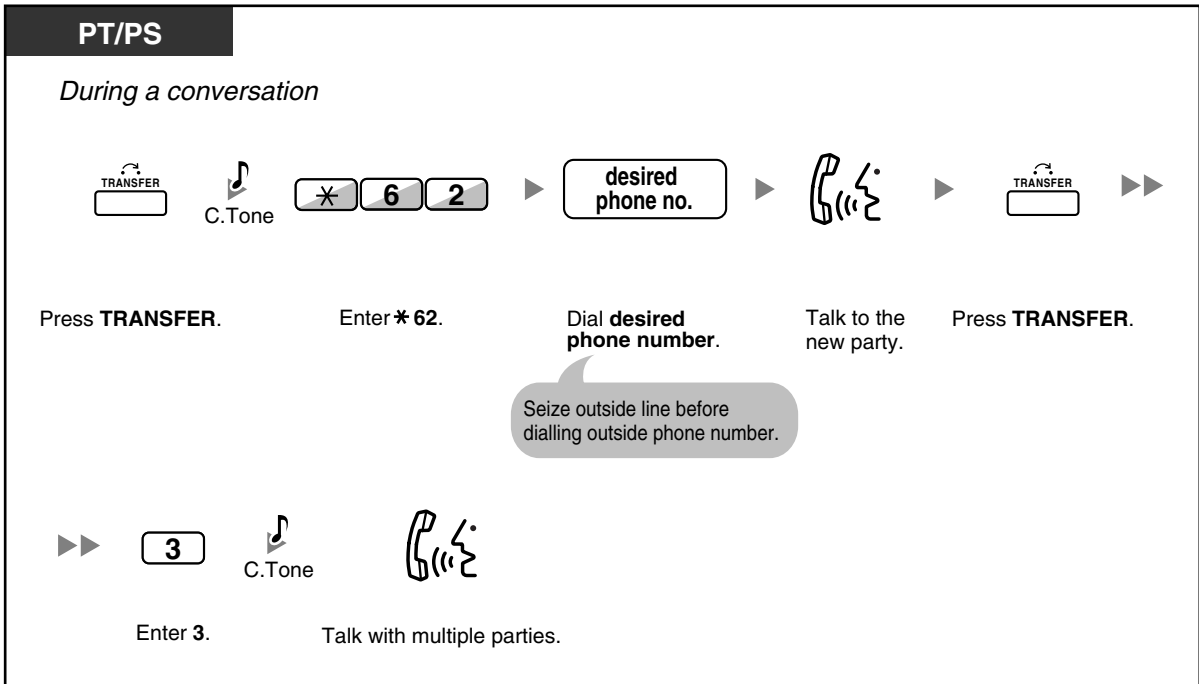 PT/PS
During a conversation
TRANSFER
C.Tone
* 6 2
desired
phone no.
TRANSFER
Press TRANSFER.
Enter * 62.
Dial desired
phone number.
Talk to the
new party.
Press TRANSFER.
Seize outside line before
dialling outside phone number.
3
C.Tone
Enter 3.
Talk with multiple parties.